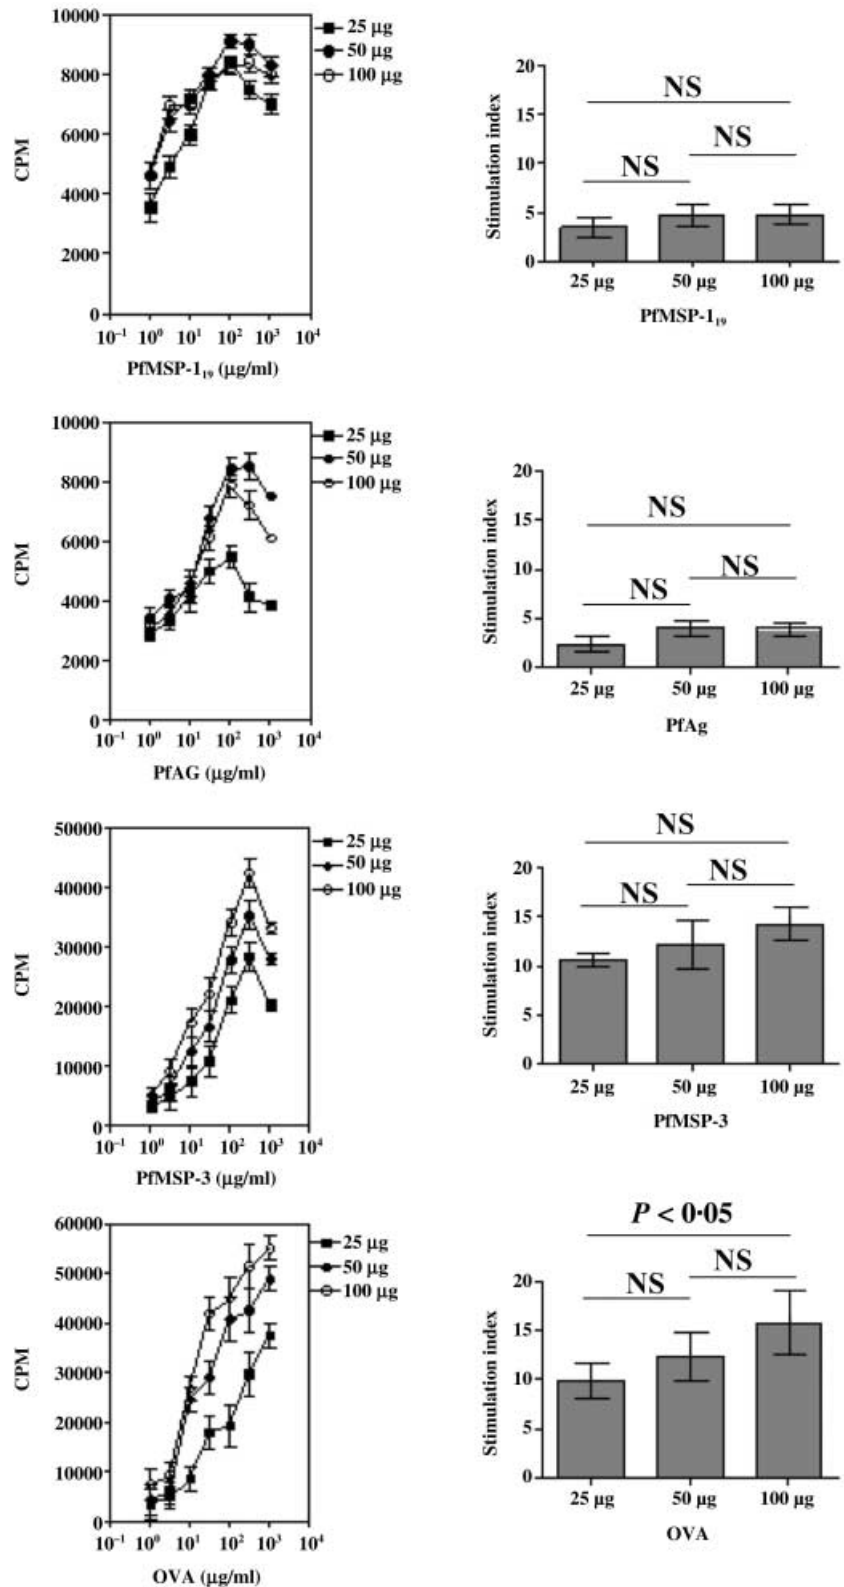 10000
8000
6000
4000
2000
0
CPM
25 µg
50 µg
100 µg
10⁻¹ 10⁰ 10¹ 10² 10³ 10⁴
PfMSP-1₁₉ (µg/ml)
20
15
10
5
0
Stimulation index
NS
NS
NS
25 µg 50 µg 100 µg
PfMSP-1₁₉
10000
8000
6000
4000
2000
0
CPM
25 µg
50 µg
100 µg
10⁻¹ 10⁰ 10¹ 10² 10³ 10⁴
PfAG (µg/ml)
20
15
10
5
0
Stimulation index
NS
NS
NS
25 µg 50 µg 100 µg
PfAg
50000
40000
30000
20000
10000
0
CPM
25 µg
50 µg
100 µg
10⁻¹ 10⁰ 10¹ 10² 10³ 10⁴
PfMSP-3 (µg/ml)
20
15
10
5
0
Stimulation index
NS
NS
NS
25 µg 50 µg 100 µg
PfMSP-3
60000
50000
40000
30000
20000
10000
0
CPM
25 µg
50 µg
100 µg
10⁻¹ 10⁰ 10¹ 10² 10³ 10⁴
OVA (µg/ml)
20
15
10
5
0
Stimulation index
P < 0·05
NS
NS
25 µg 50 µg 100 µg
OVA